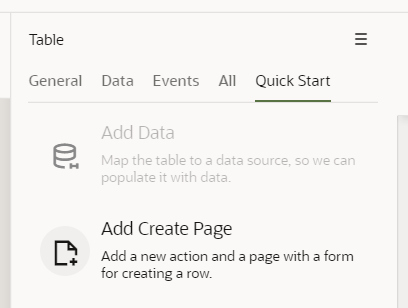 Table
General Data Events All Quick Start
Add Data
Map the table to a data source, so we can
populate it with data.
Add Create Page
Add a new action and a page with a form
for creating a row.